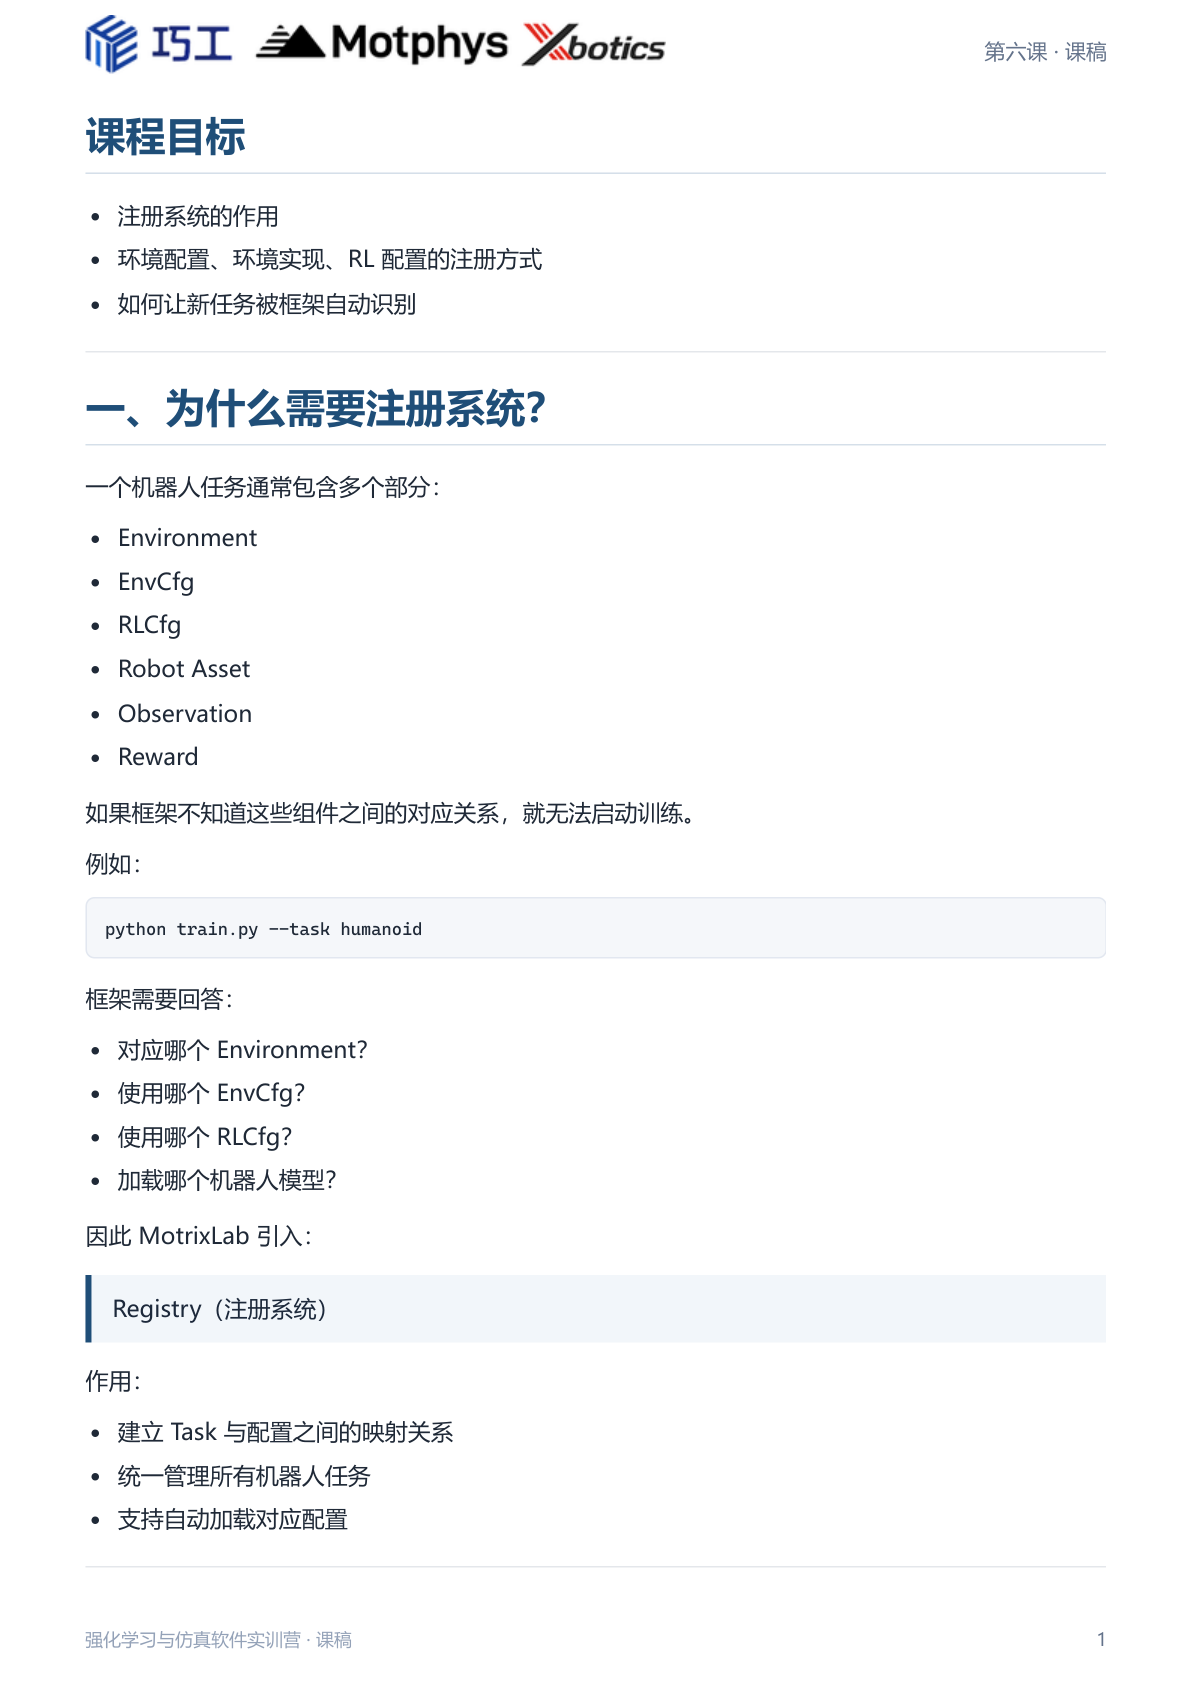 巧工 Motphys Xbotics
第六课 · 课稿
课程目标
• 注册系统的作用
• 环境配置、环境实现、RL 配置的注册方式
• 如何让新任务被框架自动识别
一、为什么需要注册系统？
一个机器人任务通常包含多个部分：
• Environment
• EnvCfg
• RLCfg
• Robot Asset
• Observation
• Reward
如果框架不知道这些组件之间的对应关系，就无法启动训练。
例如：
python train.py --task humanoid
框架需要回答：
• 对应哪个 Environment？
• 使用哪个 EnvCfg？
• 使用哪个 RLCfg？
• 加载哪个机器人模型？
因此 MotrixLab 引入：
Registry（注册系统）
作用：
• 建立 Task 与配置之间的映射关系
• 统一管理所有机器人任务
• 支持自动加载对应配置
强化学习与仿真软件实训营 · 课稿
1